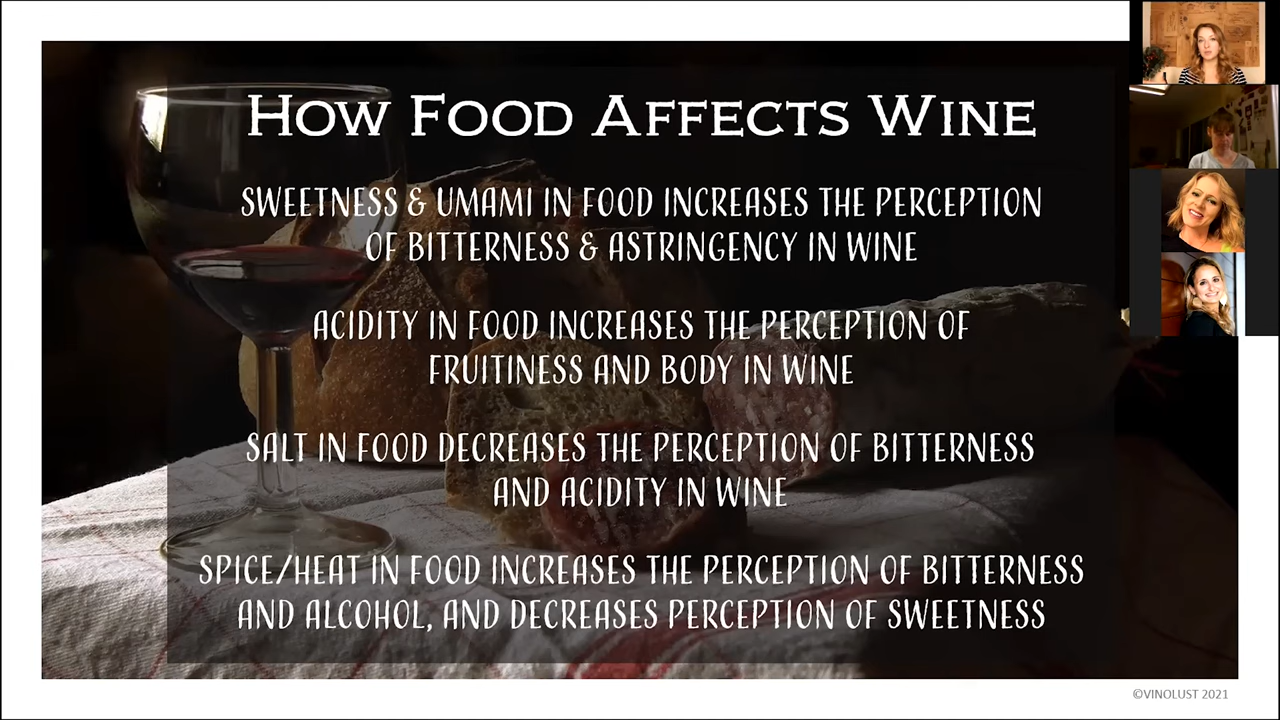 HOW FOOD AFFECTS WINE
SWEETNESS & UMAMI IN FOOD INCREASES THE PERCEPTION
OF BITTERNESS & ASTRINGENCY IN WINE
ACIDITY IN FOOD INCREASES THE PERCEPTION OF
FRUITINESS AND BODY IN WINE
SALT IN FOOD DECREASES THE PERCEPTION OF BITTERNESS
AND ACIDITY IN WINE
SPICE/HEAT IN FOOD INCREASES THE PERCEPTION OF BITTERNESS
AND ALCOHOL, AND DECREASES PERCEPTION OF SWEETNESS
©VINOLUST 2021